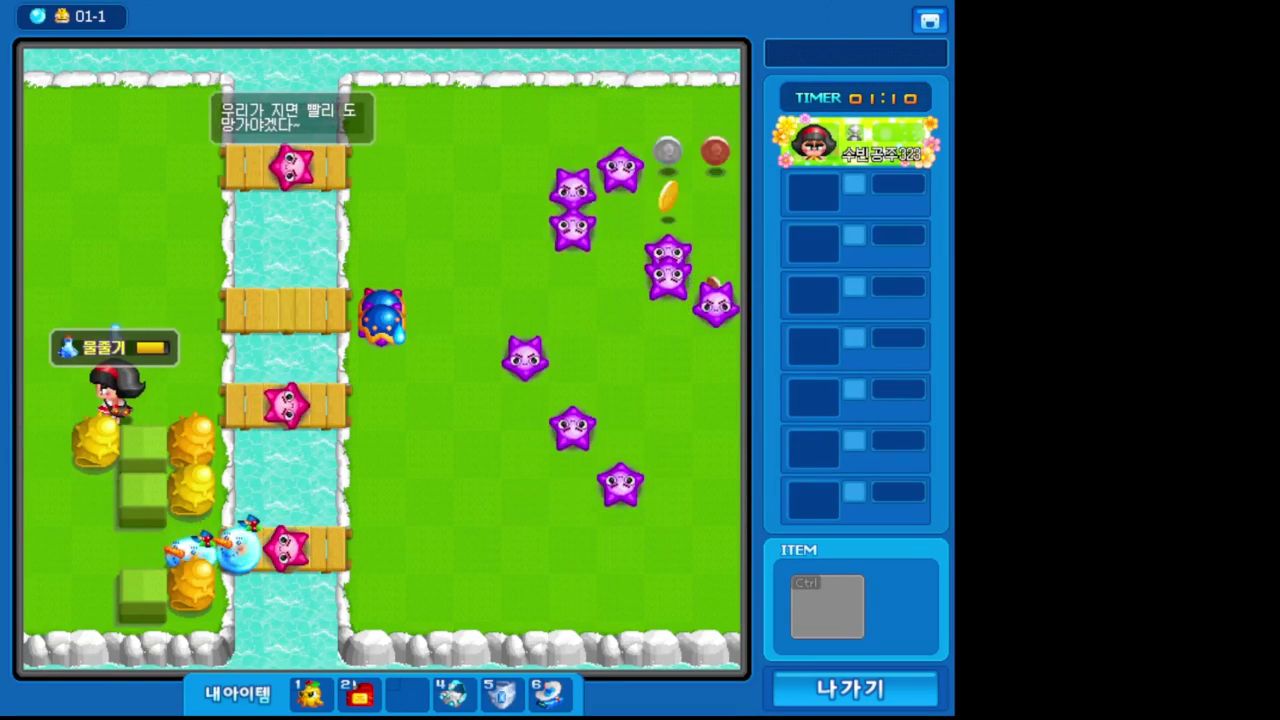 01-1
우리가 지면 빨리 도
망가야겠다~
TIMER 01:10
수빈공주023
물줄기
ITEM
Ctrl
내아이템
1
2
4
5
6
나가기